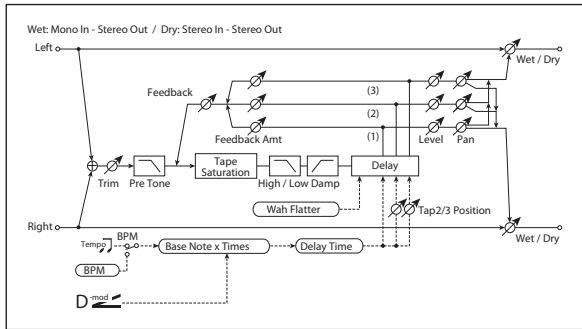 Wet: Mono In - Stereo Out / Dry: Stereo In - Stereo Out
Left
Wet / Dry
Feedback
(3)
(2)
(1)
Feedback Amt
Level
Pan
Trim
Pre Tone
Tape
Saturation
High / Low Damp
Delay
Wah Flatter
Tap2/3 Position
Right
Wet / Dry
Tempo
BPM
BPM
Base Note x Times
Delay Time
D-mod